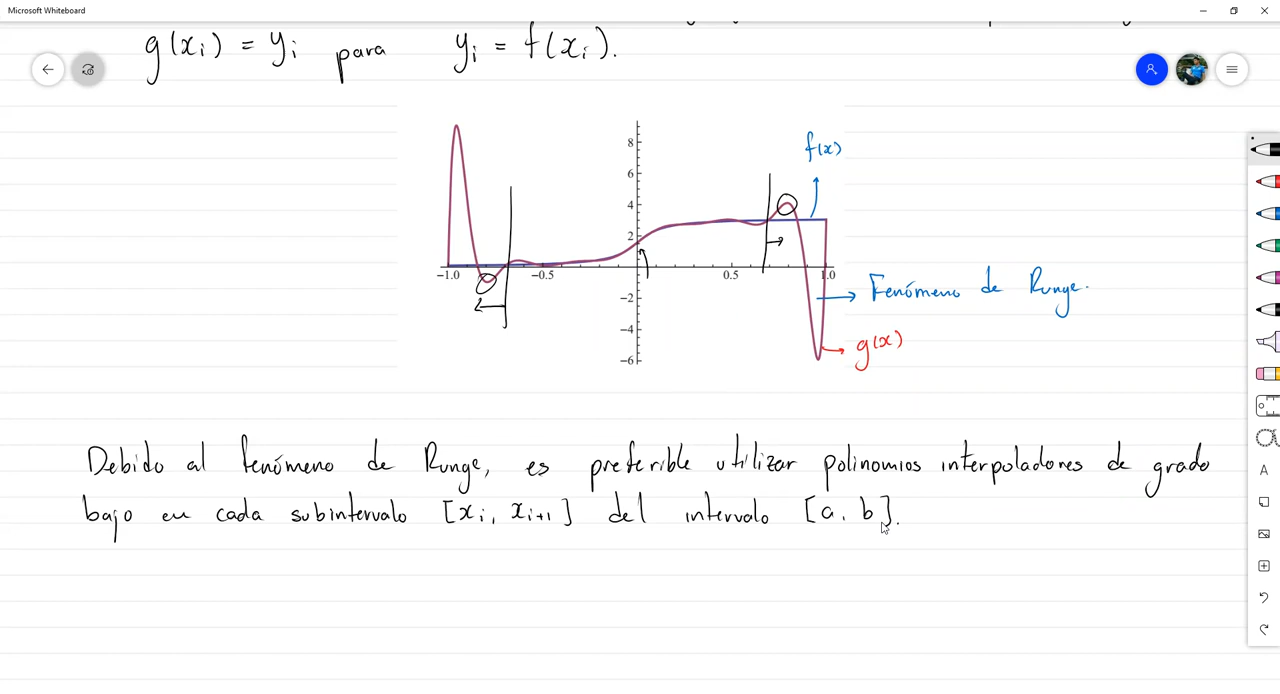 Microsoft Whiteboard
g(xᵢ) = yᵢ para yᵢ = f(xᵢ).
f(x)
8
6
4
2
-1.0 -0.5 0.5 1.0
-2
-4
-6
Fenómeno de Runge.
g(x)
Debido al fenómeno de Runge, es preferible utilizar polinomios interpoladores de grado
bajo en cada subintervalo [xᵢ, xᵢ₊₁] del intervalo [a, b].
A